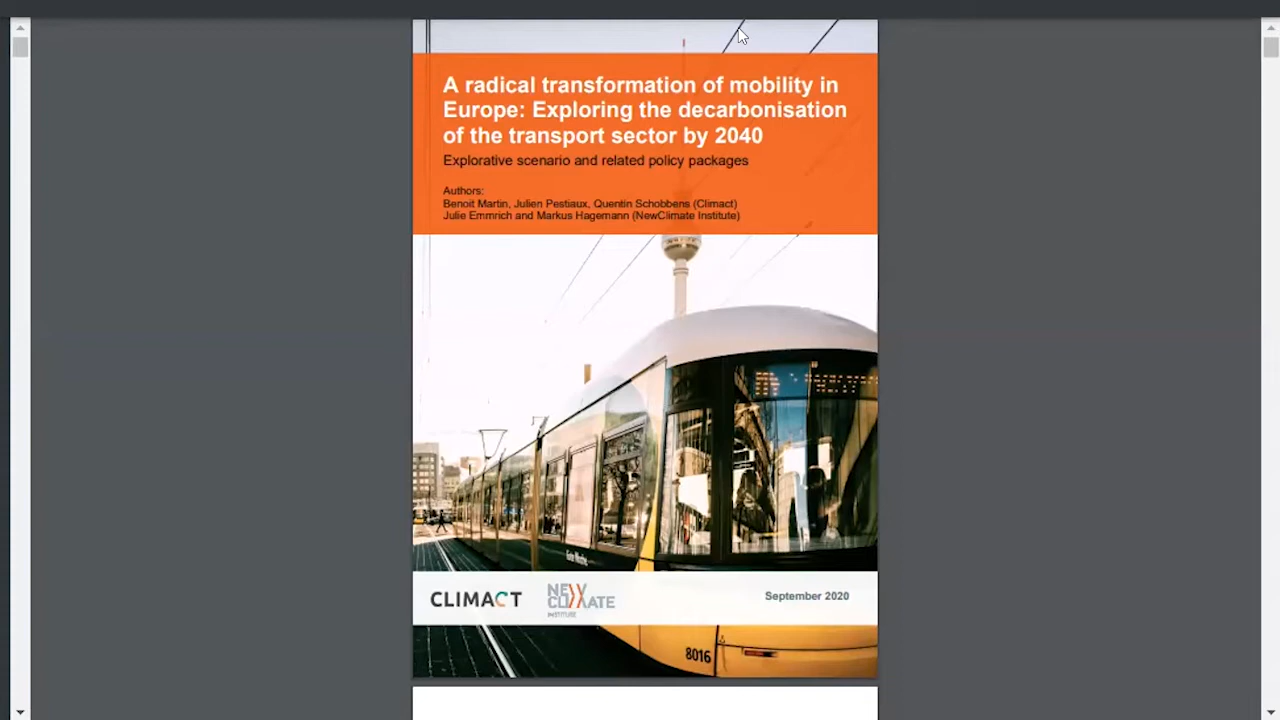 A radical transformation of mobility in
Europe: Exploring the decarbonisation
of the transport sector by 2040
Explorative scenario and related policy packages
Authors:
Benoit Martin, Julien Pestiaux, Quentin Schobbens (Climact)
Julie Emmrich and Markus Hagemann (NewClimate Institute)
CLIMACT
NEW
CLIMATE
INSTITUTE
September 2020
8016